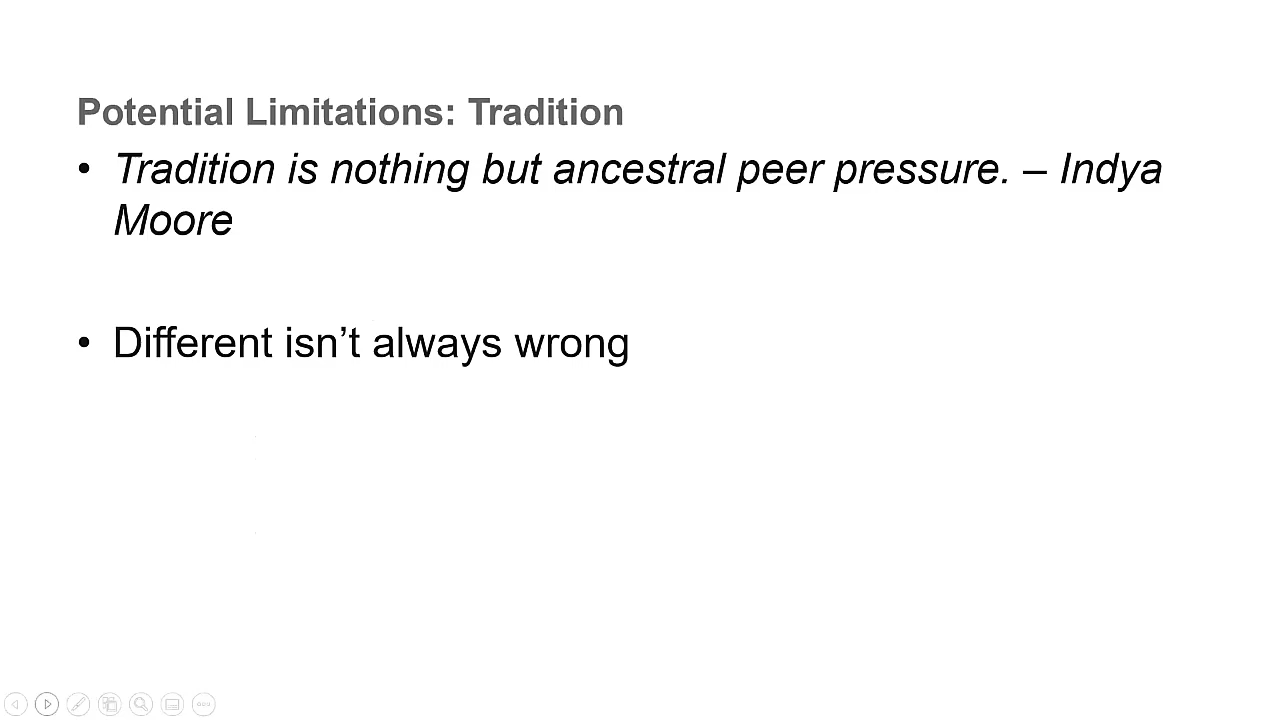 Potential Limitations: Tradition
• Tradition is nothing but ancestral peer pressure. – Indya
Moore
• Different isn’t always wrong